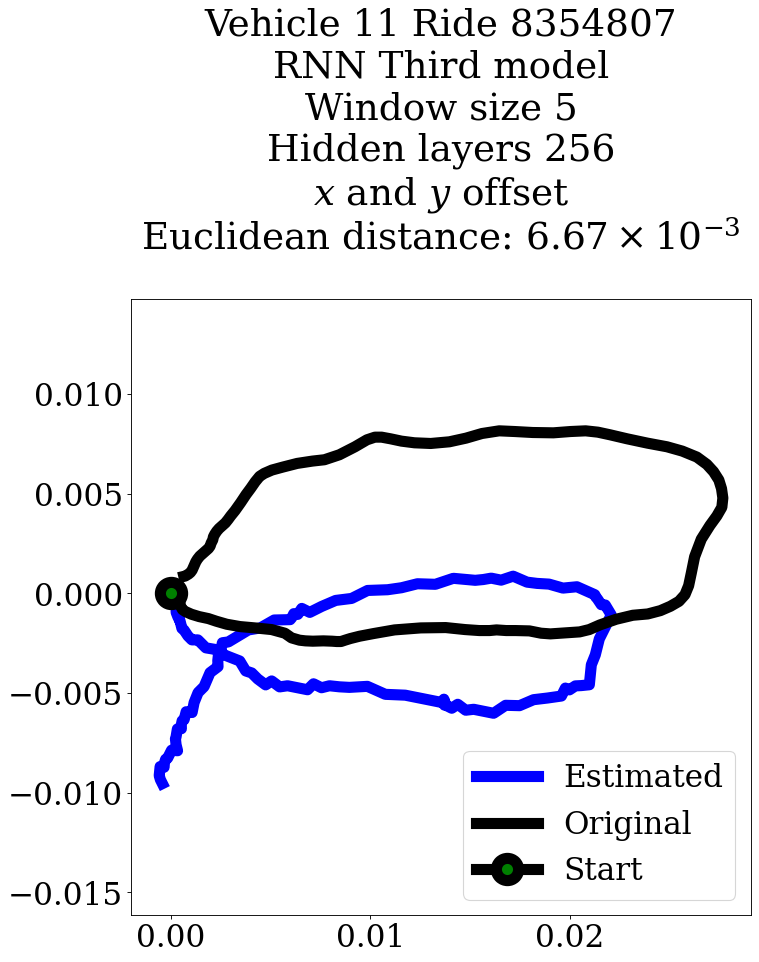 Vehicle 11 Ride 8354807
RNN Third model
Window size 5
Hidden layers 256
x and y offset
Euclidean distance: 6.67 × 10⁻³
0.010
0.005
0.000
−0.005
−0.010
−0.015
Estimated
Original
Start
0.00 0.01 0.02